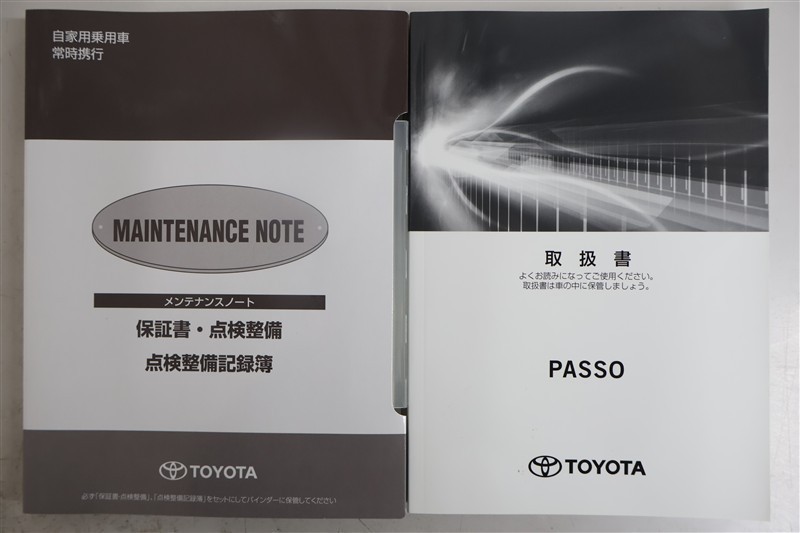 自家用乗用車
常時携行
MAINTENANCE NOTE
メンテナンスノート
保証書・点検整備
点検整備記録簿
TOYOTA
必ず「保証書・点検整備」、「点検整備記録簿」をセットにしてバインダーに保管してください
取扱書
よくお読みになってご使用ください。
取扱書は車の中に保管しましょう。
PASSO
TOYOTA